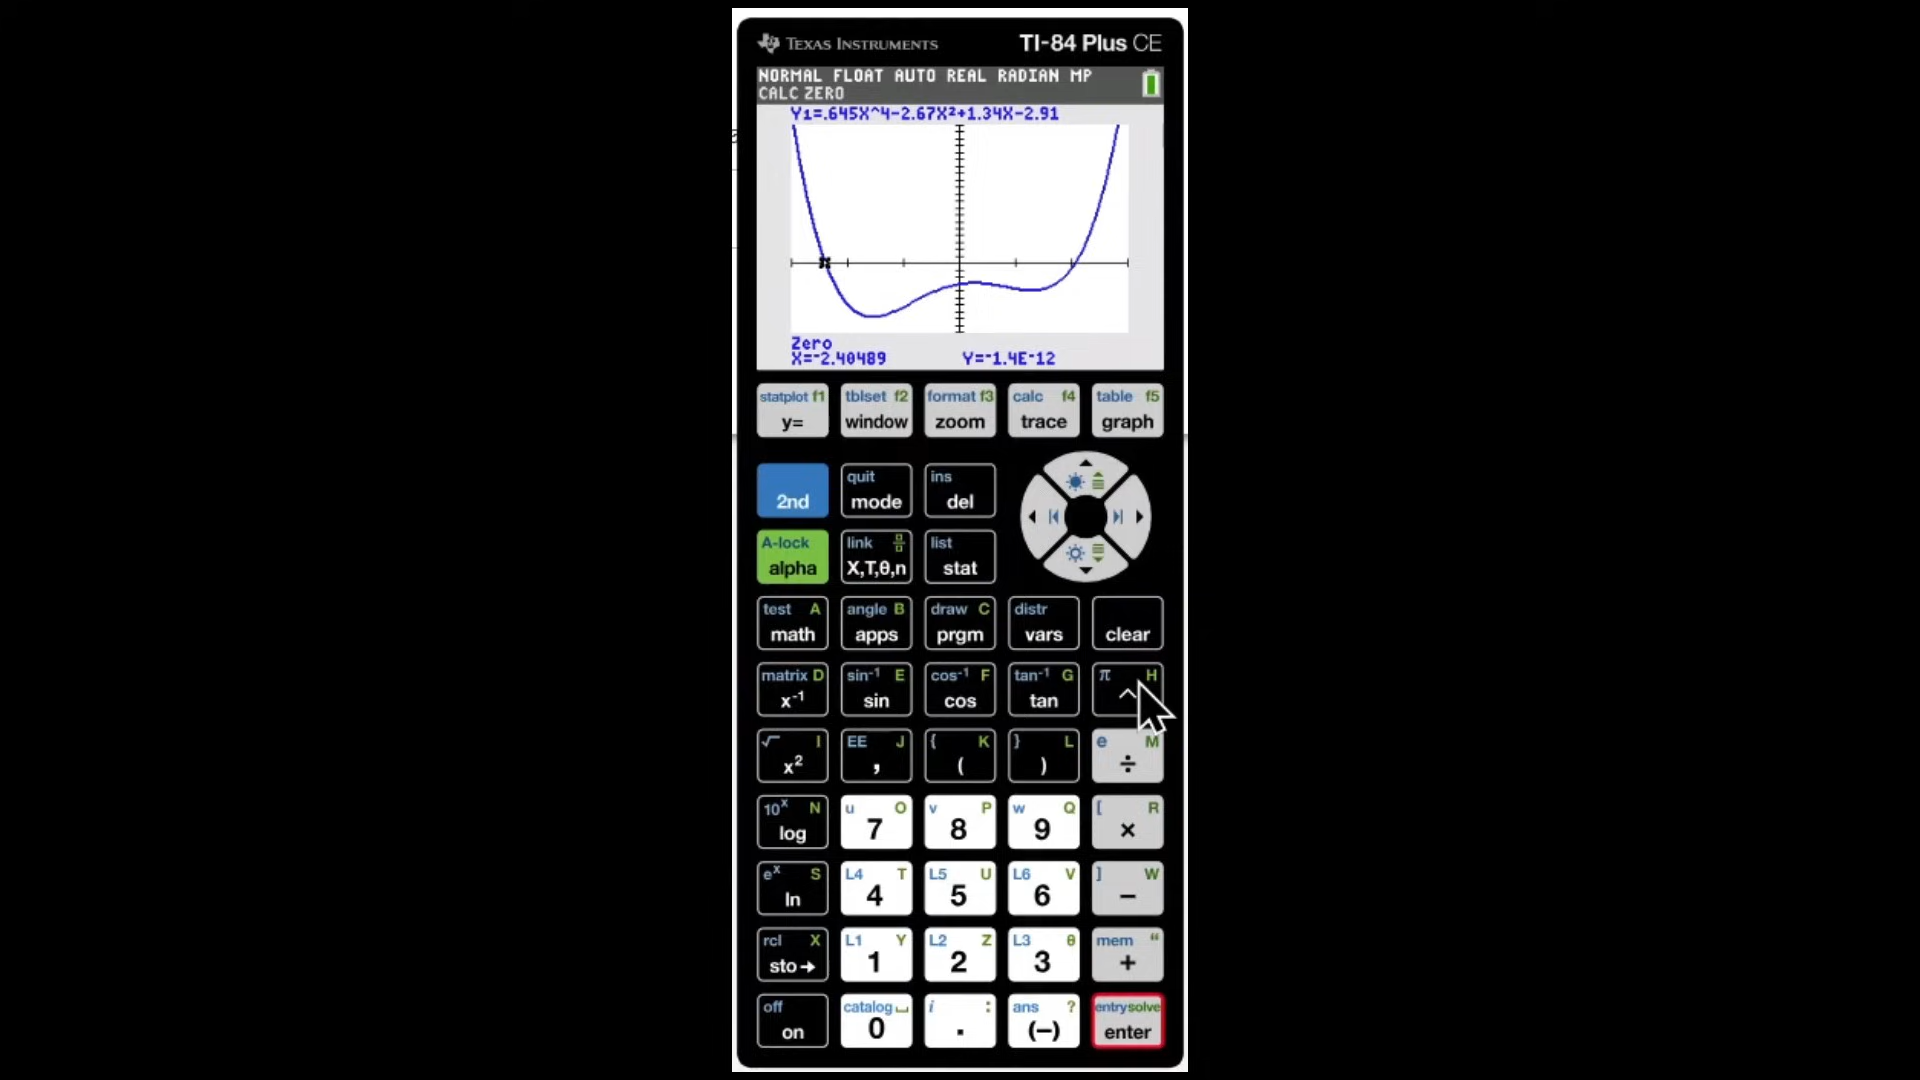 TEXAS INSTRUMENTS TI-84 Plus CE
NORMAL FLOAT AUTO REAL RADIAN MP
CALC ZERO
Y1=.645X^4-2.67X²+1.34X-2.91
Zero
X=-2.40489 Y=-1.4E-12
statplot f1 tblset f2 format f3 calc f4 table f5
y= window zoom trace graph
quit ins
2nd mode del
A-lock link list
alpha X,T,θ,n stat
test A angle B draw C distr
math apps prgm vars clear
matrix D sin-1 E cos-1 F tan-1 G π H
x-1 sin cos tan ^
√ I EE J { K } L e M
x² , ( ) ÷
10x N u O v P w Q [ R
log 7 8 9 ×
ex S L4 T L5 U L6 V ] W
ln 4 5 6 −
rcl X L1 Y L2 Z L3 θ mem “
sto→ 1 2 3 +
off catalog ⎵ i : ans ? entry solve
on 0 . (−) enter